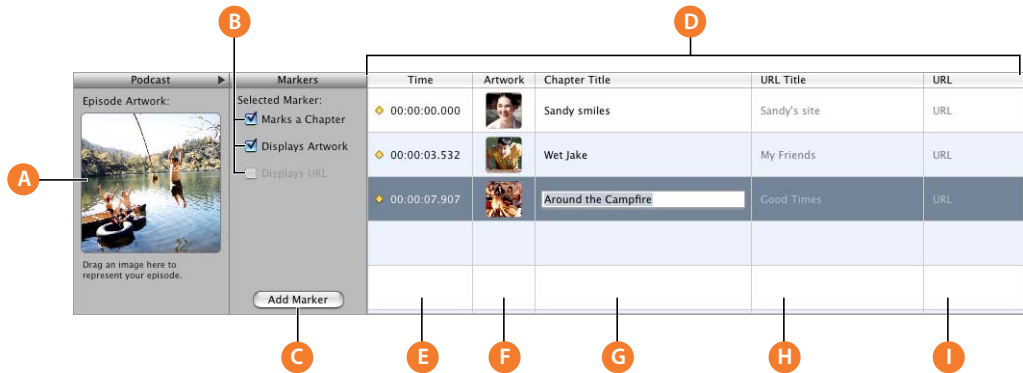 B
D
Podcast
Markers
Time
Artwork
Chapter Title
URL Title
URL
Episode Artwork:
Selected Marker:
Marks a Chapter
Displays Artwork
Displays URL
00:00:00.000
Sandy smiles
Sandy's site
URL
00:00:03.532
Wet Jake
My Friends
URL
A
00:00:07.907
Around the Campfire
Good Times
URL
Drag an image here to
represent your episode.
Add Marker
C
E
F
G
H
I